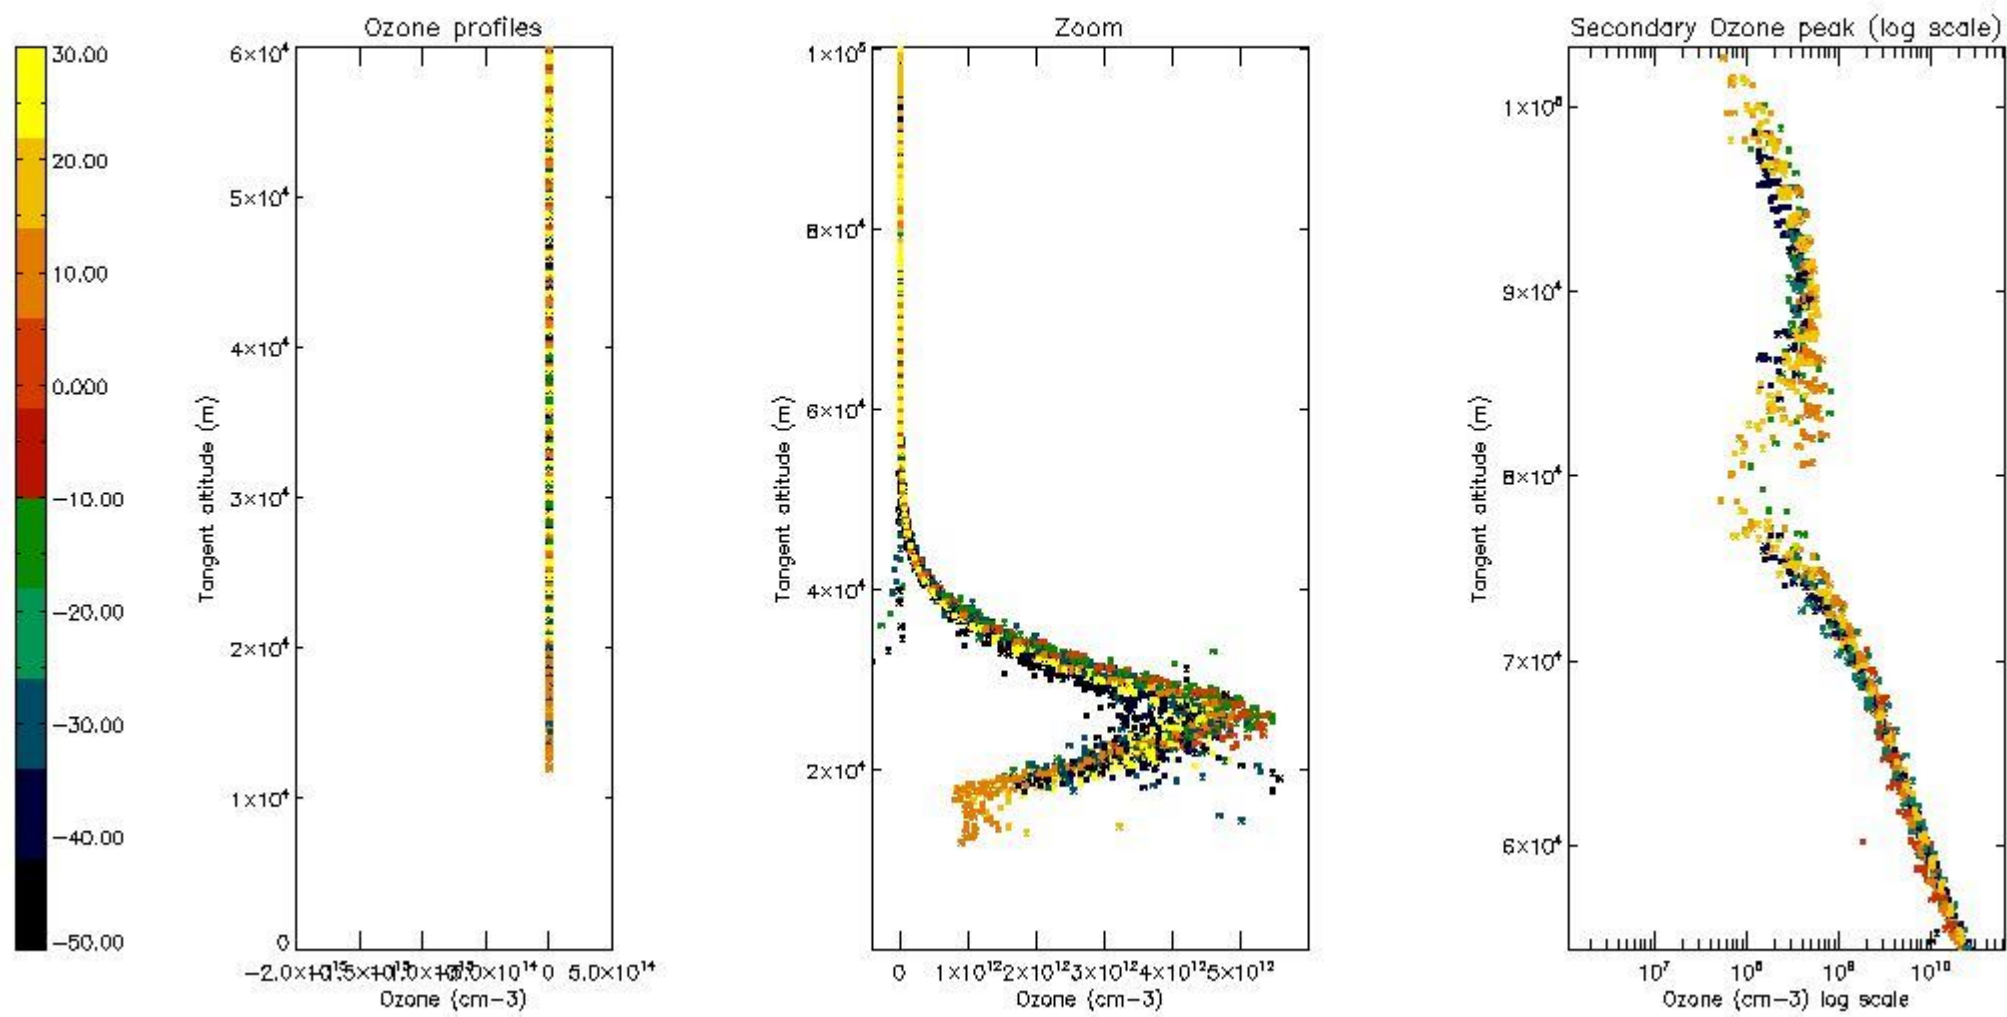 Ozone profiles
Zoom
Secondary Ozone peak (log scale)
30.00
20.00
10.00
0.000
−10.00
−20.00
−30.00
−40.00
−50.00
6×10⁴
5×10⁴
4×10⁴
3×10⁴
2×10⁴
1×10⁴
0
Tangent altitude (m)
0 5.0×10¹⁴
Ozone (cm−3)
1×10⁵
8×10⁴
6×10⁴
4×10⁴
2×10⁴
Tangent altitude (m)
0 1×10¹² 2×10¹² 3×10¹² 4×10¹² 5×10¹²
Ozone (cm−3)
1×10⁵
9×10⁴
8×10⁴
7×10⁴
6×10⁴
Tangent altitude (m)
10⁷ 10⁸ 10⁹ 10¹⁰
Ozone (cm−3) log scale